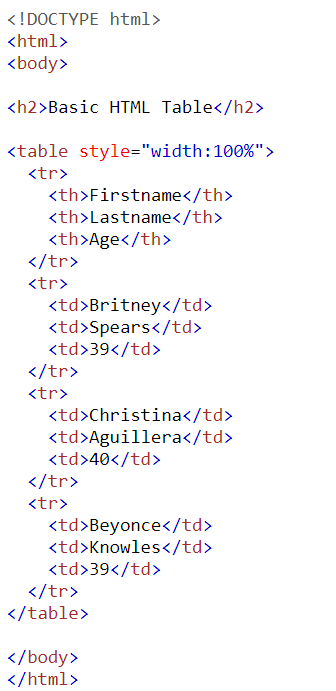 <!DOCTYPE html>
<html>
<body>
<h2>Basic HTML Table</h2>
<table style="width:100%">
<tr>
<th>Firstname</th>
<th>Lastname</th>
<th>Age</th>
</tr>
<tr>
<td>Britney</td>
<td>Spears</td>
<td>39</td>
</tr>
<tr>
<td>Christina</td>
<td>Aguillera</td>
<td>40</td>
</tr>
<tr>
<td>Beyonce</td>
<td>Knowles</td>
<td>39</td>
</tr>
</table>
</body>
</html>